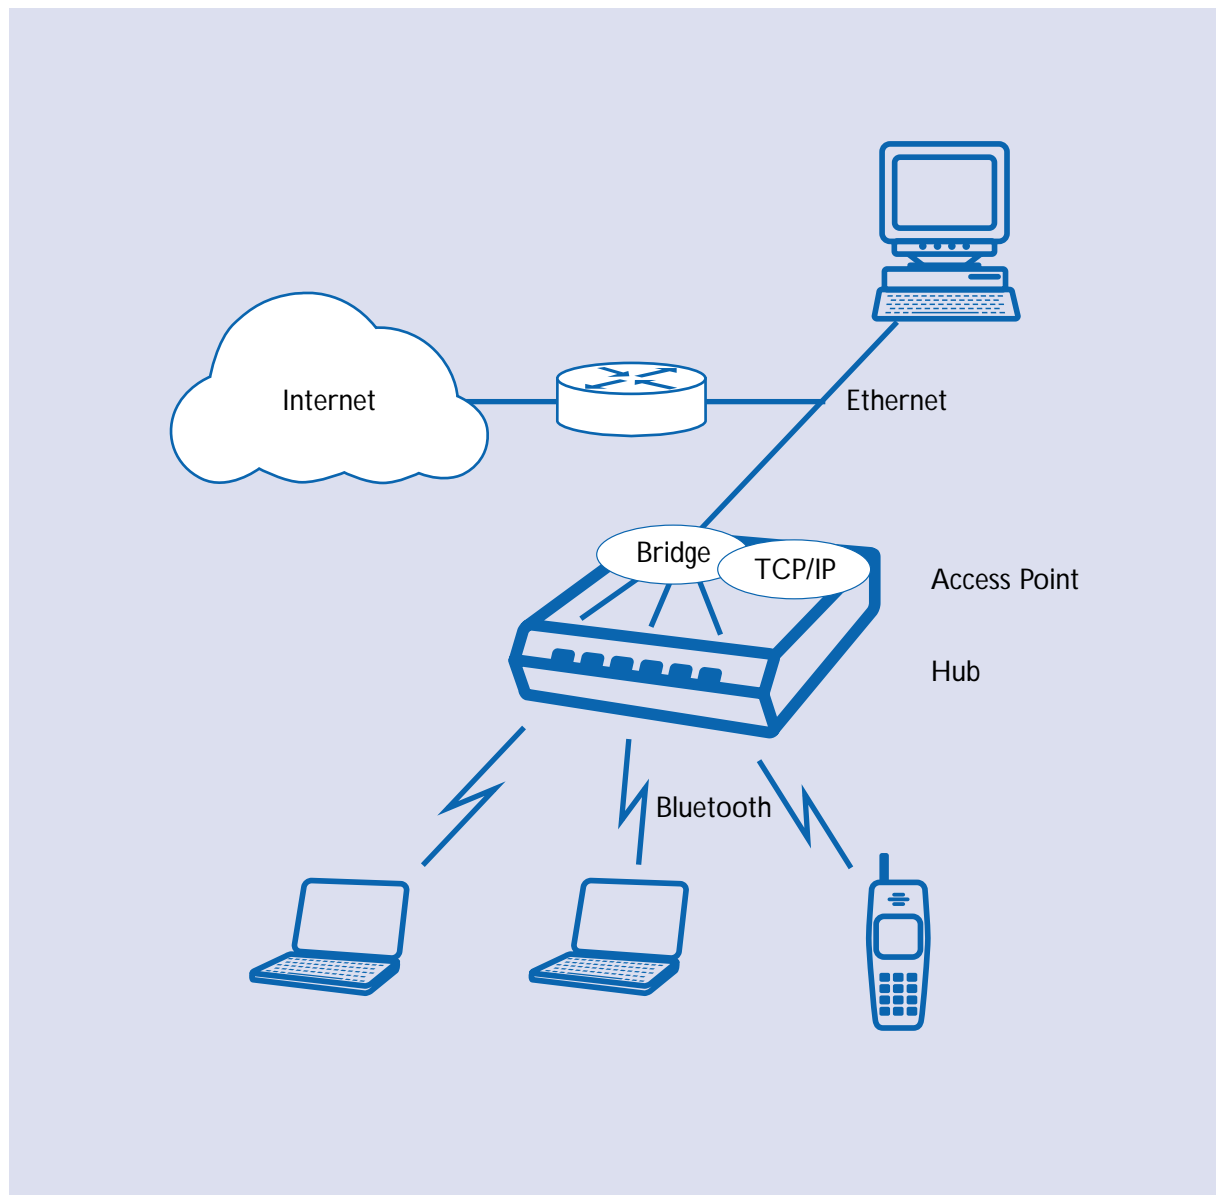 Internet
Ethernet
Bridge
TCP/IP
Access Point
Hub
Bluetooth